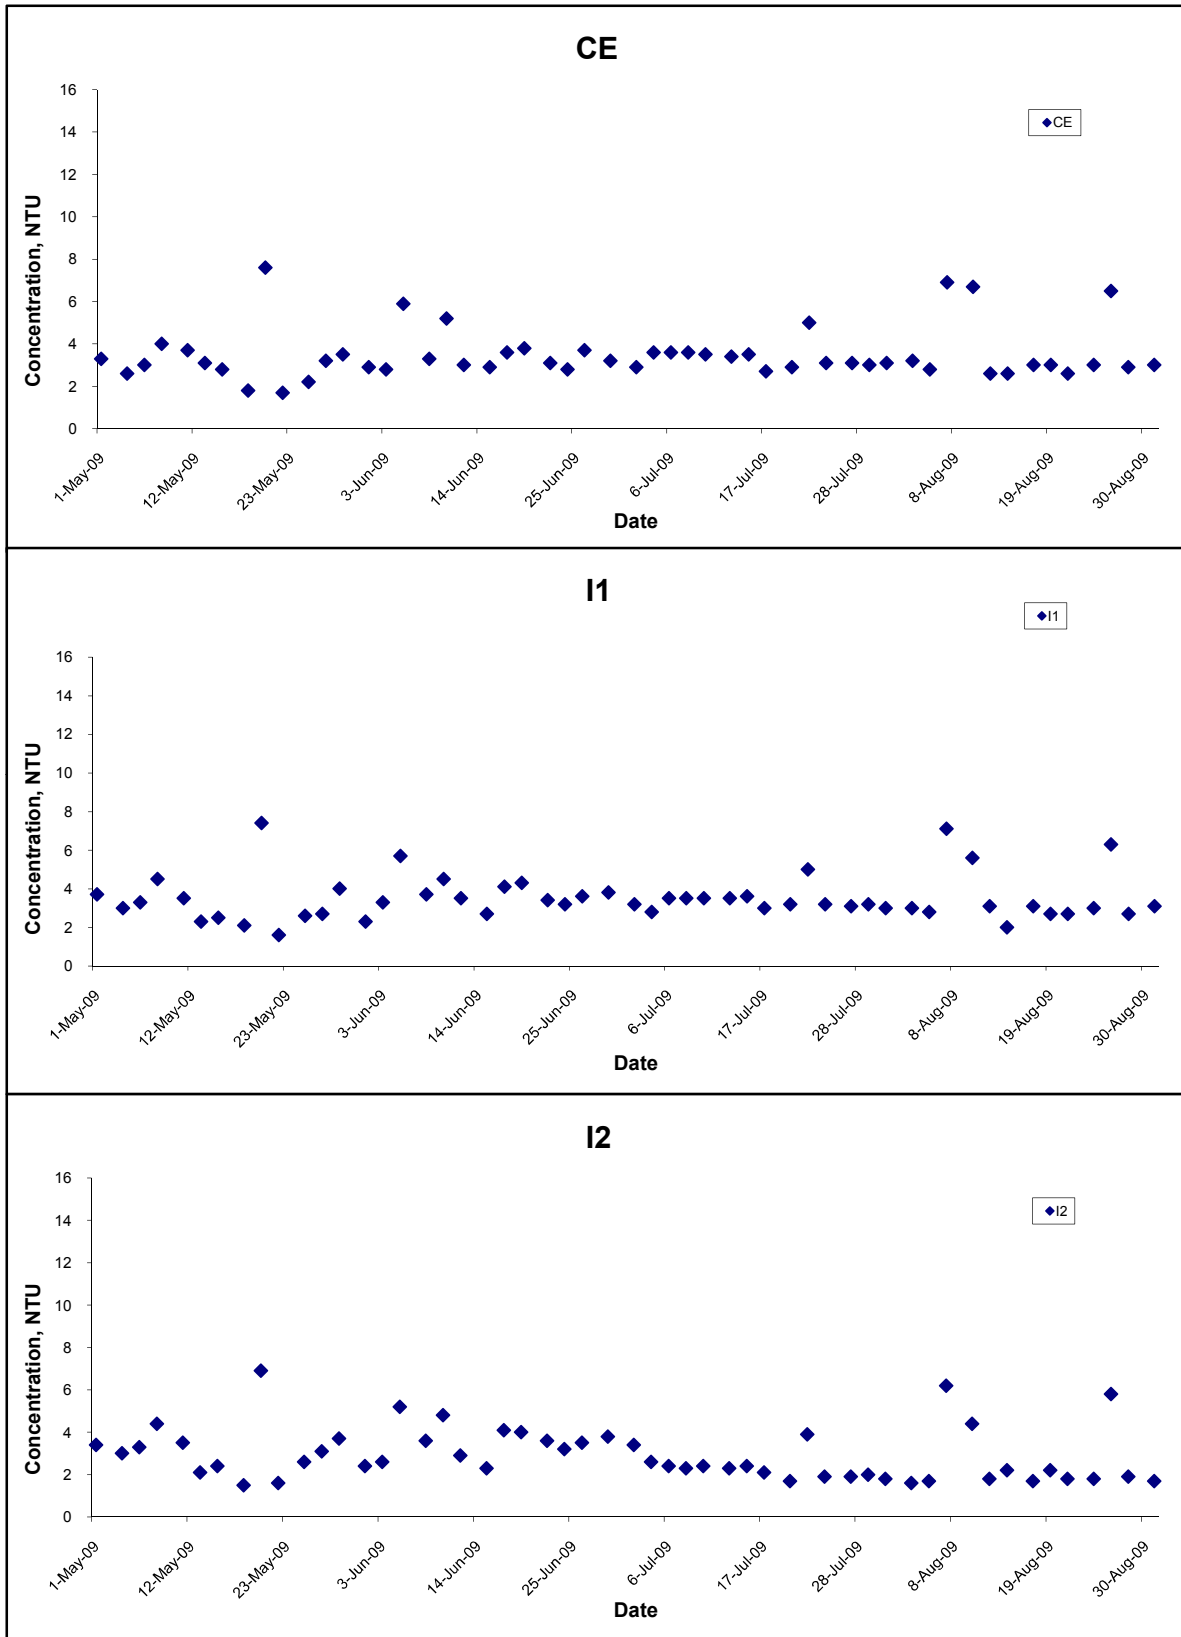 CE
16
14
12
10
8
6
4
2
0
Concentration, NTU
CE
1-May-09
12-May-09
23-May-09
3-Jun-09
14-Jun-09
25-Jun-09
6-Jul-09
17-Jul-09
28-Jul-09
8-Aug-09
19-Aug-09
30-Aug-09
Date
I1
16
14
12
10
8
6
4
2
0
Concentration, NTU
I1
1-May-09
12-May-09
23-May-09
3-Jun-09
14-Jun-09
25-Jun-09
6-Jul-09
17-Jul-09
28-Jul-09
8-Aug-09
19-Aug-09
30-Aug-09
Date
I2
16
14
12
10
8
6
4
2
0
Concentration, NTU
I2
1-May-09
12-May-09
23-May-09
3-Jun-09
14-Jun-09
25-Jun-09
6-Jul-09
17-Jul-09
28-Jul-09
8-Aug-09
19-Aug-09
30-Aug-09
Date